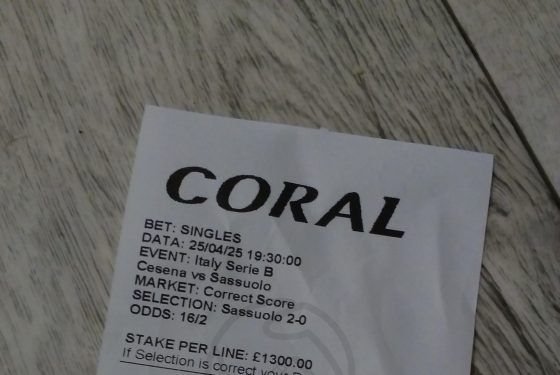 CORAL
BET: SINGLES
DATA: 25/04/25 19:30:00
EVENT: Italy Serie B
Cesena vs Sassuolo
MARKET: Correct Score
SELECTION: Sassuolo 2-0
ODDS: 16/2
STAKE PER LINE: £1300.00
If Selection is correct your